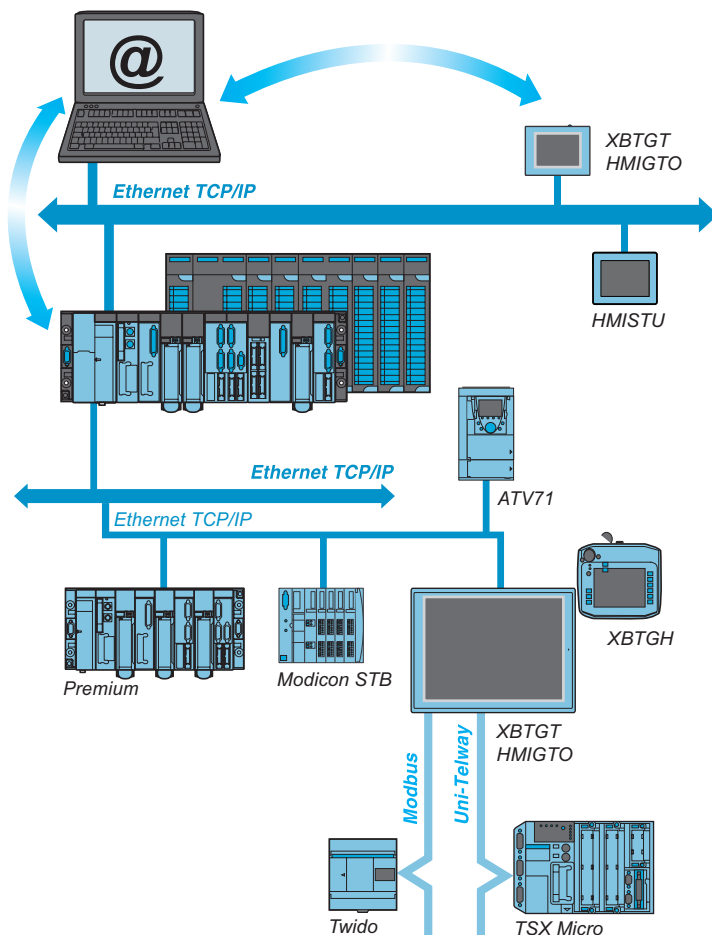 @
XBTGT
HMIGTO
Ethernet TCP/IP
HMISTU
Ethernet TCP/IP
ATV71
Ethernet TCP/IP
XBTGH
Premium
Modicon STB
XBTGT
HMIGTO
Modbus
Uni-Telway
Twido
TSX Micro